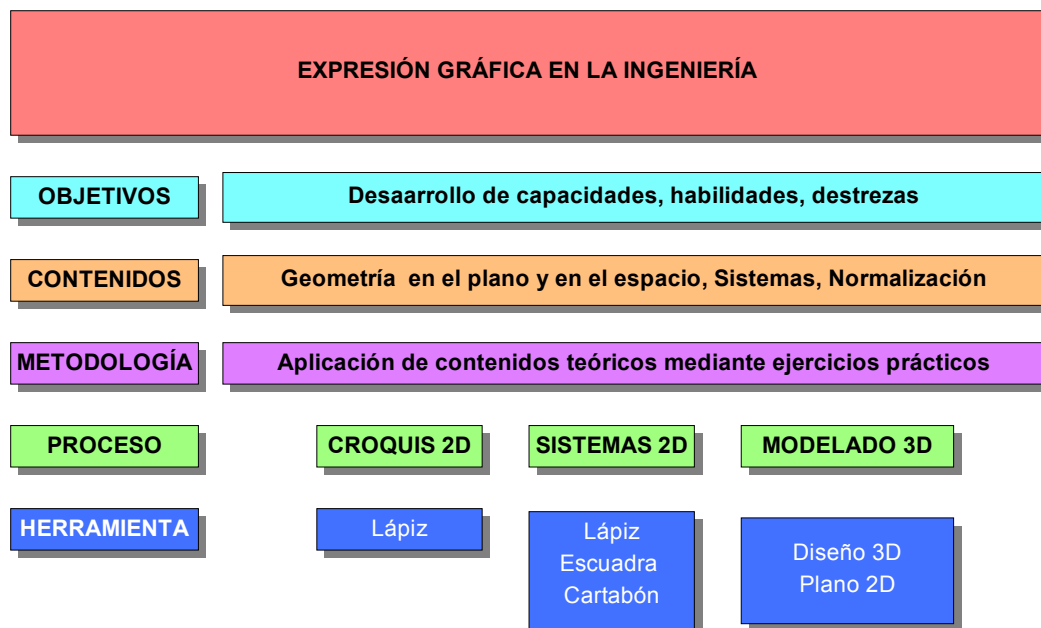 EXPRESIÓN GRÁFICA EN LA INGENIERÍA
OBJETIVOS
Desaarrollo de capacidades, habilidades, destrezas
CONTENIDOS
Geometría en el plano y en el espacio, Sistemas, Normalización
METODOLOGÍA
Aplicación de contenidos teóricos mediante ejercicios prácticos
PROCESO
CROQUIS 2D
SISTEMAS 2D
MODELADO 3D
HERRAMIENTA
Lápiz
Lápiz
Escuadra
Cartabón
Diseño 3D
Plano 2D